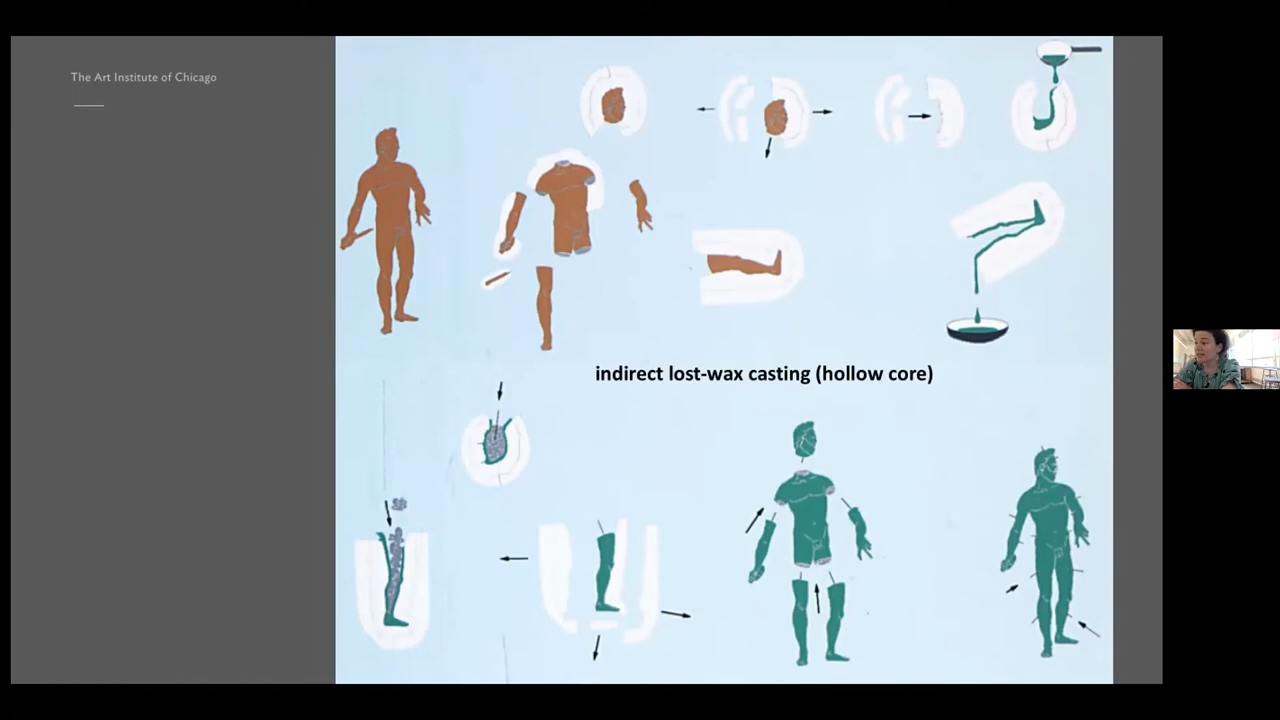 The Art Institute of Chicago
indirect lost-wax casting (hollow core)